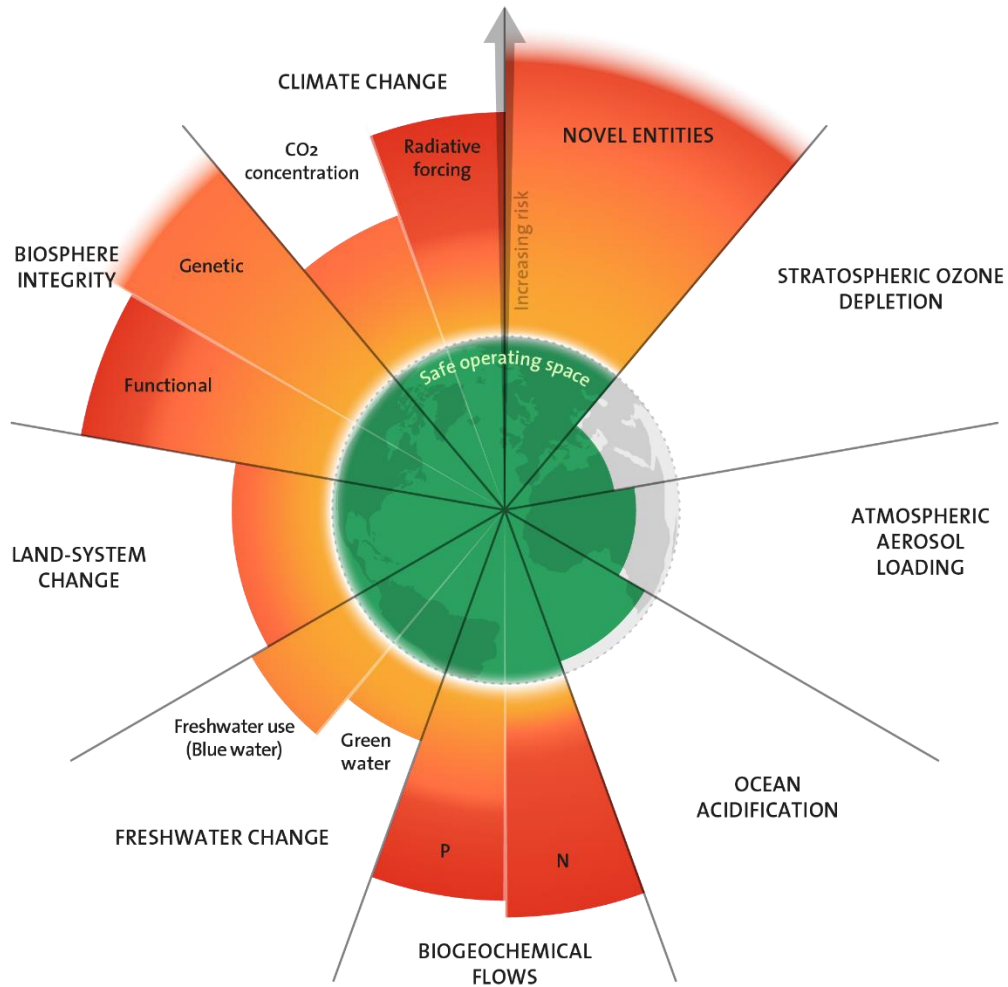 CLIMATE CHANGE
CO2
concentration
Radiative
forcing
NOVEL ENTITIES
Increasing risk
STRATOSPHERIC OZONE
DEPLETION
BIOSPHERE
INTEGRITY
Genetic
Functional
Safe operating space
ATMOSPHERIC
AEROSOL
LOADING
LAND-SYSTEM
CHANGE
Freshwater use
(Blue water)
Green
water
FRESHWATER CHANGE
OCEAN
ACIDIFICATION
P
N
BIOGEOCHEMICAL
FLOWS